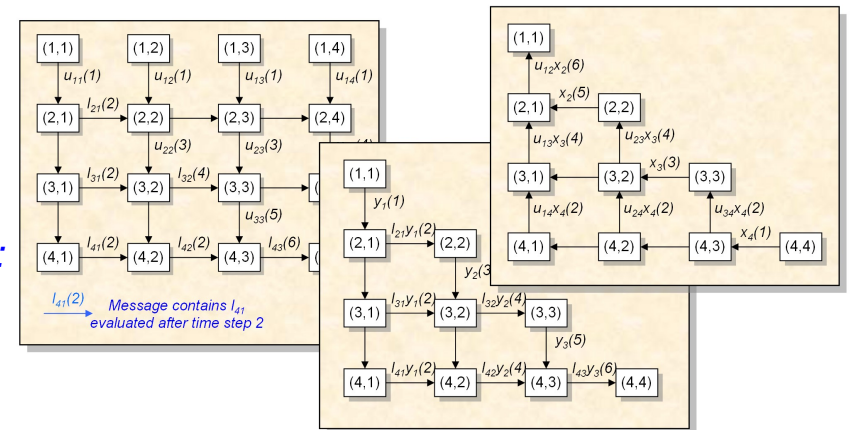 (1,1) (1,2) (1,3) (1,4)
u11(1) u12(1) u13(1) u14(1)
l21(2)
(2,1) (2,2) (2,3) (2,4)
u22(3) u23(3)
l31(2) l32(4)
(3,1) (3,2) (3,3)
u33(5)
l41(2) l42(2) l43(6)
(4,1) (4,2) (4,3)
l41(2)
Message contains l41
evaluated after time step 2
(1,1)
y1(1)
l21y1(2)
(2,1) (2,2)
y2(3
l31y1(2) l32y2(4)
(3,1) (3,2) (3,3)
y3(5)
l41y1(2) l42y2(4) l43y3(6)
(4,1) (4,2) (4,3) (4,4)
(1,1)
u12x2(6)
x2(5)
(2,1) (2,2)
u13x3(4) u23x3(4)
x3(3)
(3,1) (3,2) (3,3)
u14x4(2) u24x4(2) u34x4(2)
x4(1)
(4,1) (4,2) (4,3) (4,4)